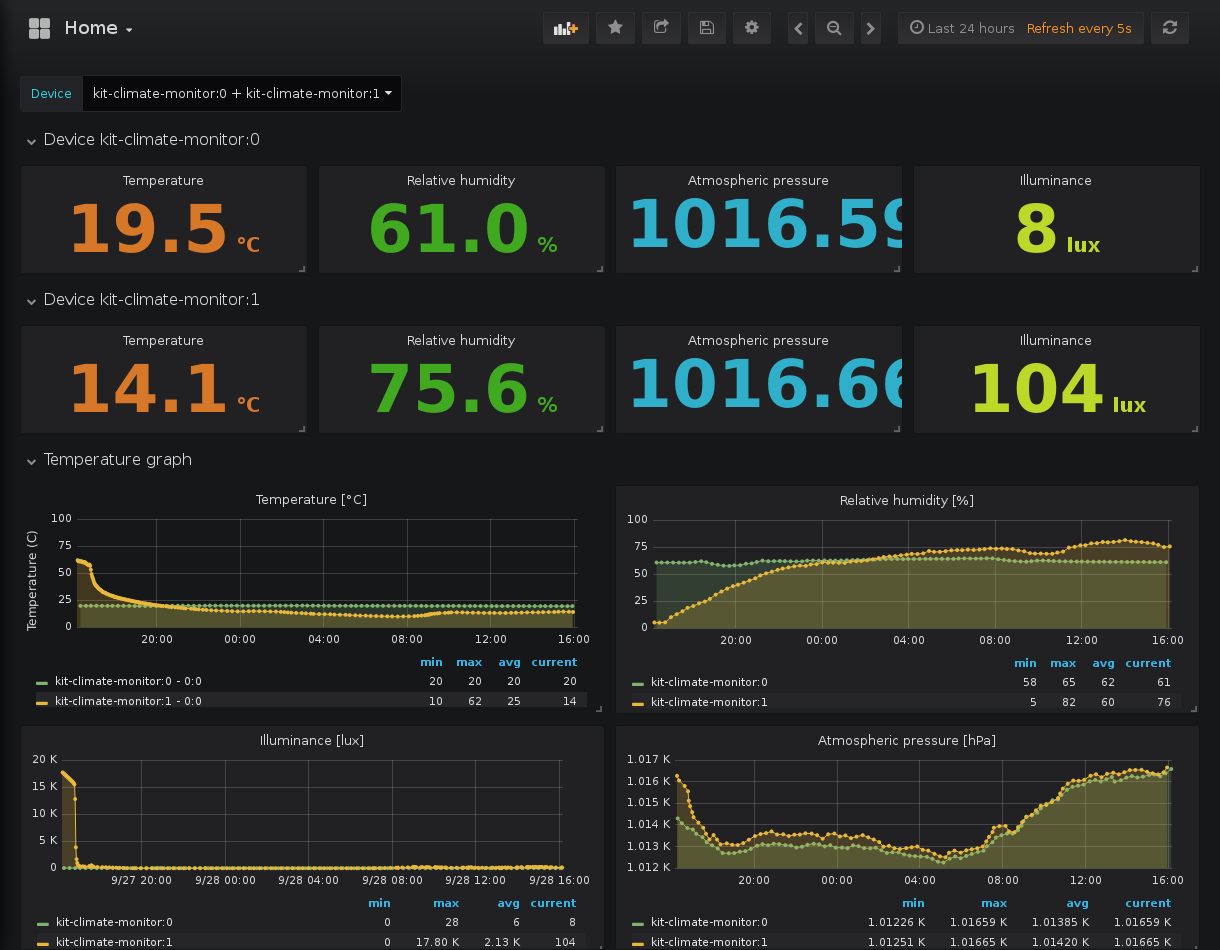 Home
Last 24 hours Refresh every 5s
Device kit-climate-monitor:0 + kit-climate-monitor:1
Device kit-climate-monitor:0
Temperature Relative humidity Atmospheric pressure Illuminance
19.5 °C 61.0 % 1016.59 8 lux
Device kit-climate-monitor:1
Temperature Relative humidity Atmospheric pressure Illuminance
14.1 °C 75.6 % 1016.66 104 lux
Temperature graph
Temperature [°C]
Temperature (C)
100
75
50
25
0
20:00 00:00 04:00 08:00 12:00 16:00
min max avg current
kit-climate-monitor:0 - 0:0 20 20 20 20
kit-climate-monitor:1 - 0:0 10 62 25 14
Relative humidity [%]
100
75
50
25
0
20:00 00:00 04:00 08:00 12:00 16:00
min max avg current
kit-climate-monitor:0 58 65 62 61
kit-climate-monitor:1 5 82 60 76
Illuminance [lux]
20 K
15 K
10 K
5 K
0
9/27 20:00 9/28 00:00 9/28 04:00 9/28 08:00 9/28 12:00 9/28 16:00
min max avg current
kit-climate-monitor:0 0 28 6 8
kit-climate-monitor:1 0 17.80 K 2.13 K 104
Atmospheric pressure [hPa]
1.017 K
1.016 K
1.015 K
1.014 K
1.013 K
1.012 K
20:00 00:00 04:00 08:00 12:00 16:00
min max avg current
kit-climate-monitor:0 1.01226 K 1.01659 K 1.01385 K 1.01659 K
kit-climate-monitor:1 1.01251 K 1.01665 K 1.01420 K 1.01665 K